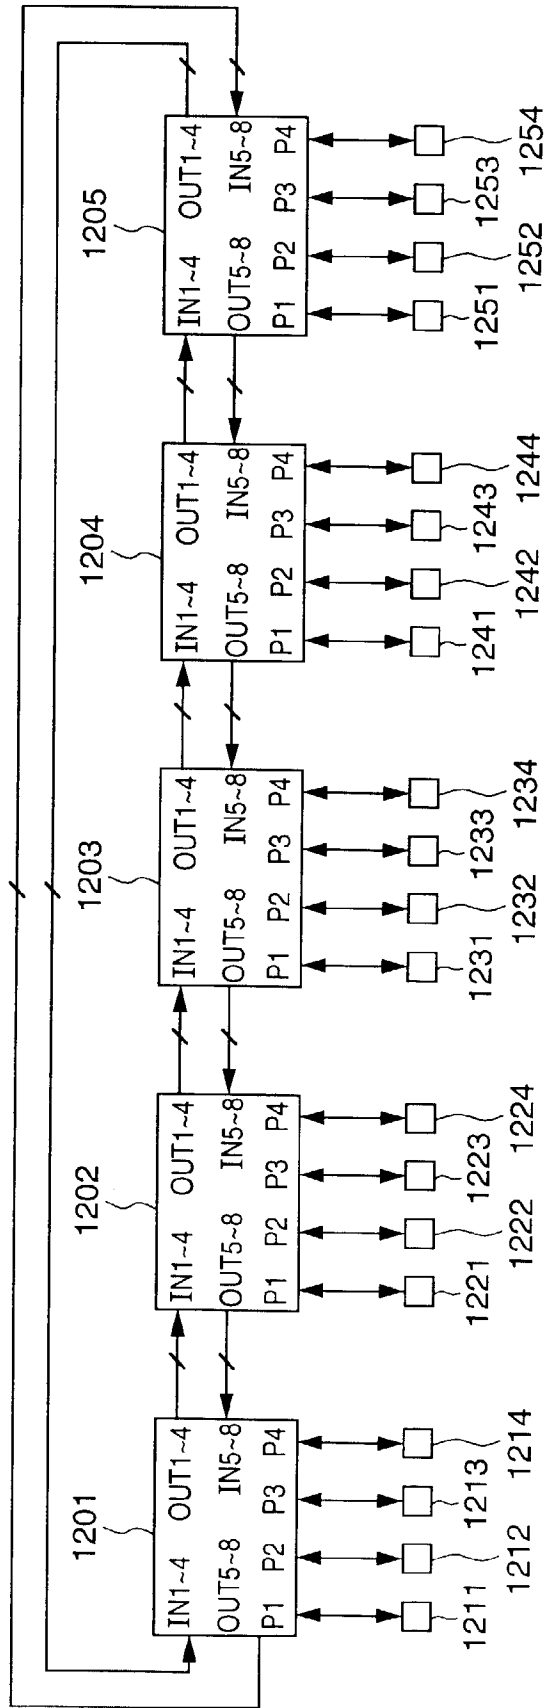 1201 1202 1203 1204 1205
IN1~4 OUT1~4 IN1~4 OUT1~4 IN1~4 OUT1~4 IN1~4 OUT1~4 IN1~4 OUT1~4
OUT5~8 IN5~8 OUT5~8 IN5~8 OUT5~8 IN5~8 OUT5~8 IN5~8 OUT5~8 IN5~8
P1 P2 P3 P4 P1 P2 P3 P4 P1 P2 P3 P4 P1 P2 P3 P4 P1 P2 P3 P4
1211 1212 1213 1214 1221 1222 1223 1224 1231 1232 1233 1234 1241 1242 1243 1244 1251 1252 1253 1254